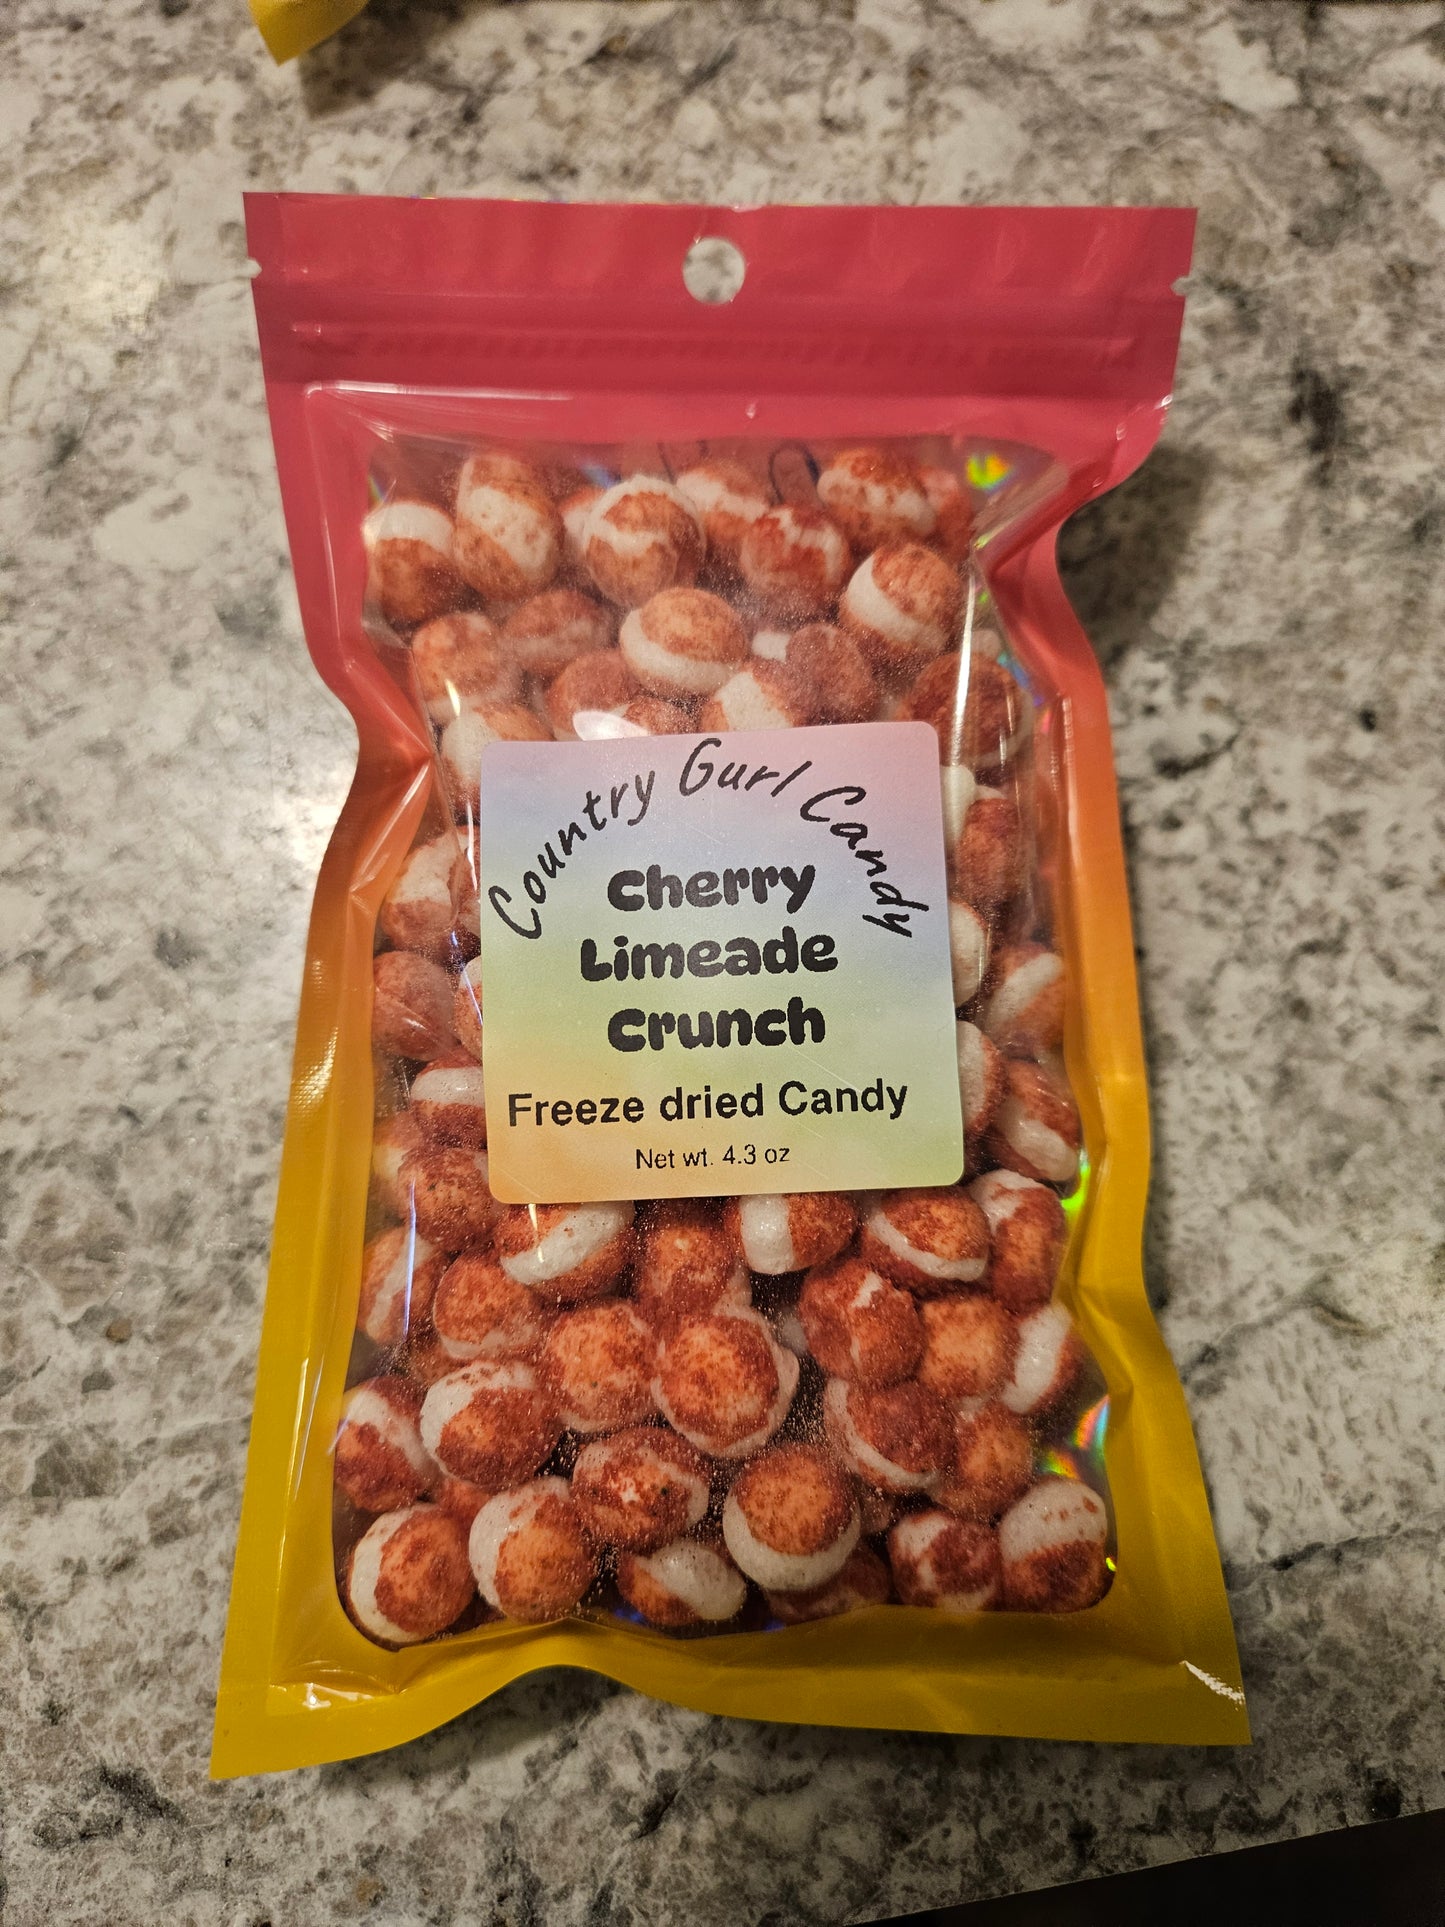 Country Gurl Candy
Cherry
Limeade
Crunch
Freeze dried Candy
Net wt. 4.3 oz